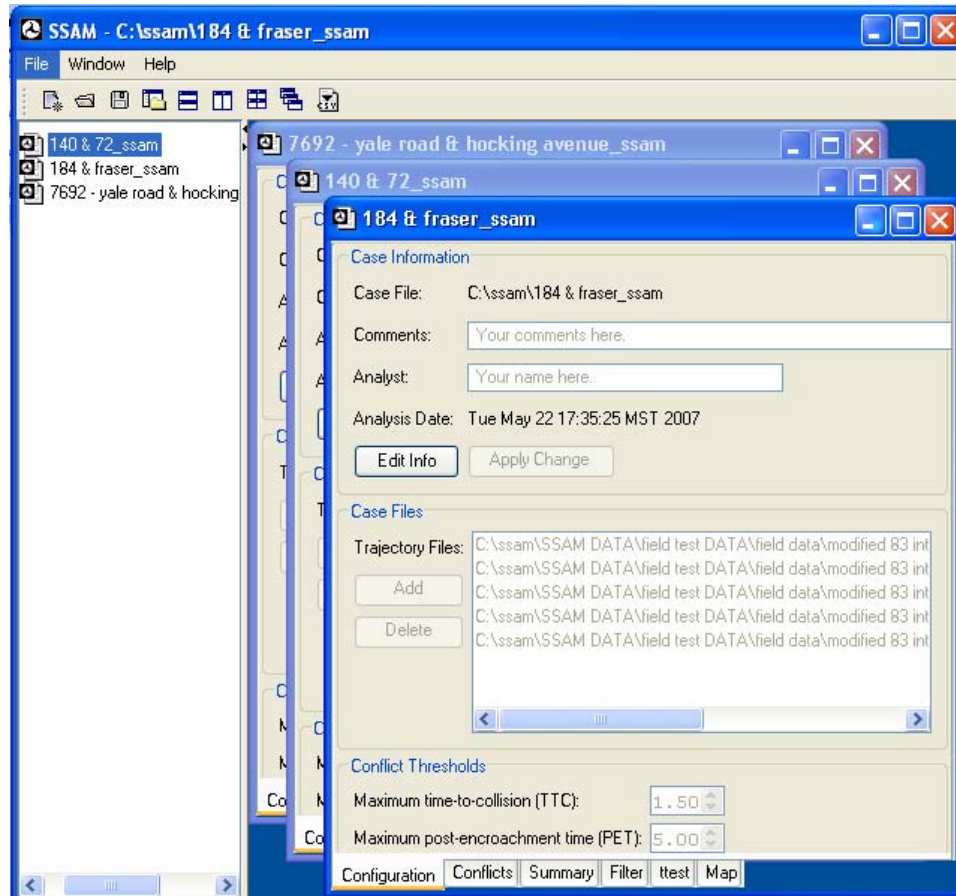 SSAM - C:\ssam\184 & fraser_ssam
File Window Help
140 & 72_ssam
184 & fraser_ssam
7692 - yale road & hocking
7692 - yale road & hocking avenue_ssam
140 & 72_ssam
184 & fraser_ssam
Case Information
Case File: C:\ssam\184 & fraser_ssam
Comments: Your comments here.
Analyst: Your name here.
Analysis Date: Tue May 22 17:35:25 MST 2007
Edit Info Apply Change
Case Files
Trajectory Files:
C:\ssam\SSAM DATA\field test DATA\field data\modified 83 int
C:\ssam\SSAM DATA\field test DATA\field data\modified 83 int
C:\ssam\SSAM DATA\field test DATA\field data\modified 83 int
C:\ssam\SSAM DATA\field test DATA\field data\modified 83 int
C:\ssam\SSAM DATA\field test DATA\field data\modified 83 int
Add
Delete
Conflict Thresholds
Maximum time-to-collision (TTC): 1.50
Maximum post-encroachment time (PET): 5.00
Configuration Conflicts Summary Filter ttest Map